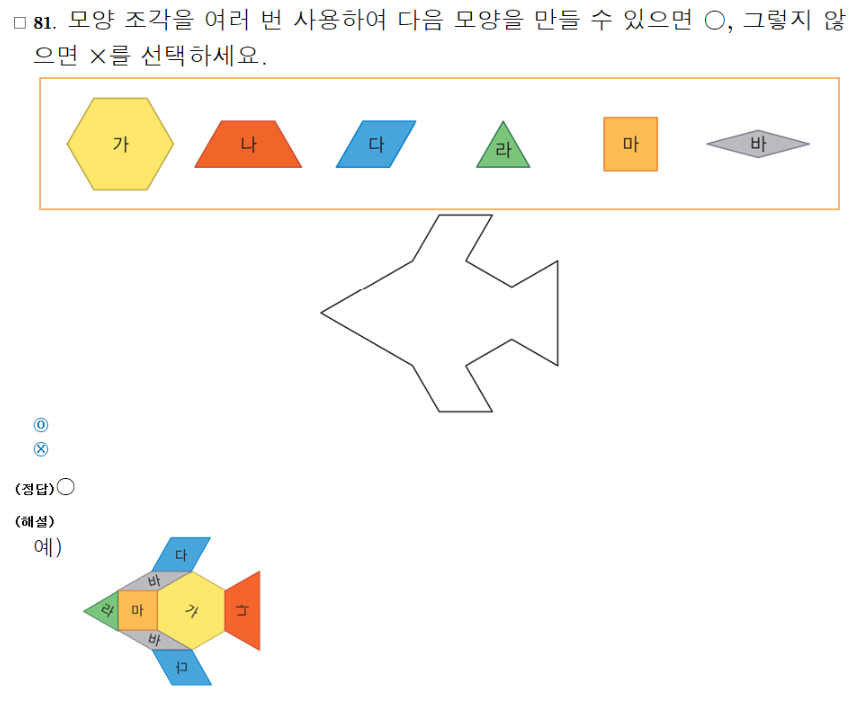 □ 81. 모양 조각을 여러 번 사용하여 다음 모양을 만들 수 있으면 ○, 그렇지 않
으면 ×를 선택하세요.
가 나 다 라 마 바
ⓞ
ⓧ
(정답)○
(해설)
예)
다
바
라 마 가 나
바
다